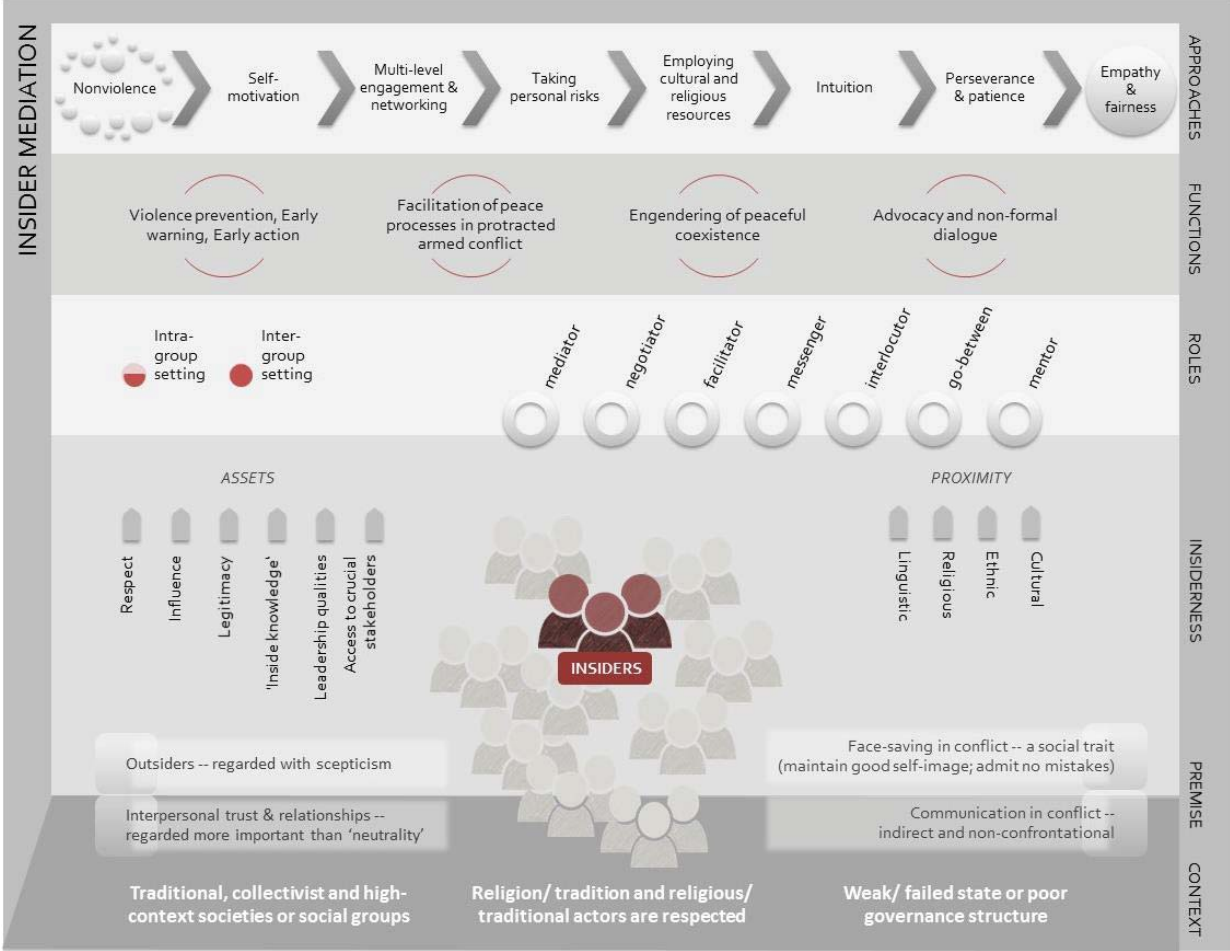 INSIDER MEDIATION
APPROACHES
Nonviolence
Self-
motivation
Multi-level
engagement &
networking
Taking
personal risks
Employing
cultural and
religious
resources
Intuition
Perseverance
& patience
Empathy
&
fairness
FUNCTIONS
Violence prevention, Early
warning, Early action
Facilitation of peace
processes in protracted
armed conflict
Engendering of peaceful
coexistence
Advocacy and non-formal
dialogue
ROLES
Intra-
group
setting
Inter-
group
setting
mediator
negotiator
facilitator
messenger
interlocutor
go-between
mentor
INSIDERNESS
ASSETS
Respect
Influence
Legitimacy
'Inside knowledge'
Leadership qualities
Access to crucial
stakeholders
PROXIMITY
Linguistic
Religious
Ethnic
Cultural
INSIDERS
PREMISE
Outsiders -- regarded with scepticism
Interpersonal trust & relationships --
regarded more important than ‘neutrality’
Face-saving in conflict -- a social trait
(maintain good self-image; admit no mistakes)
Communication in conflict --
indirect and non-confrontational
CONTEXT
Traditional, collectivist and high-
context societies or social groups
Religion/ tradition and religious/
traditional actors are respected
Weak/ failed state or poor
governance structure